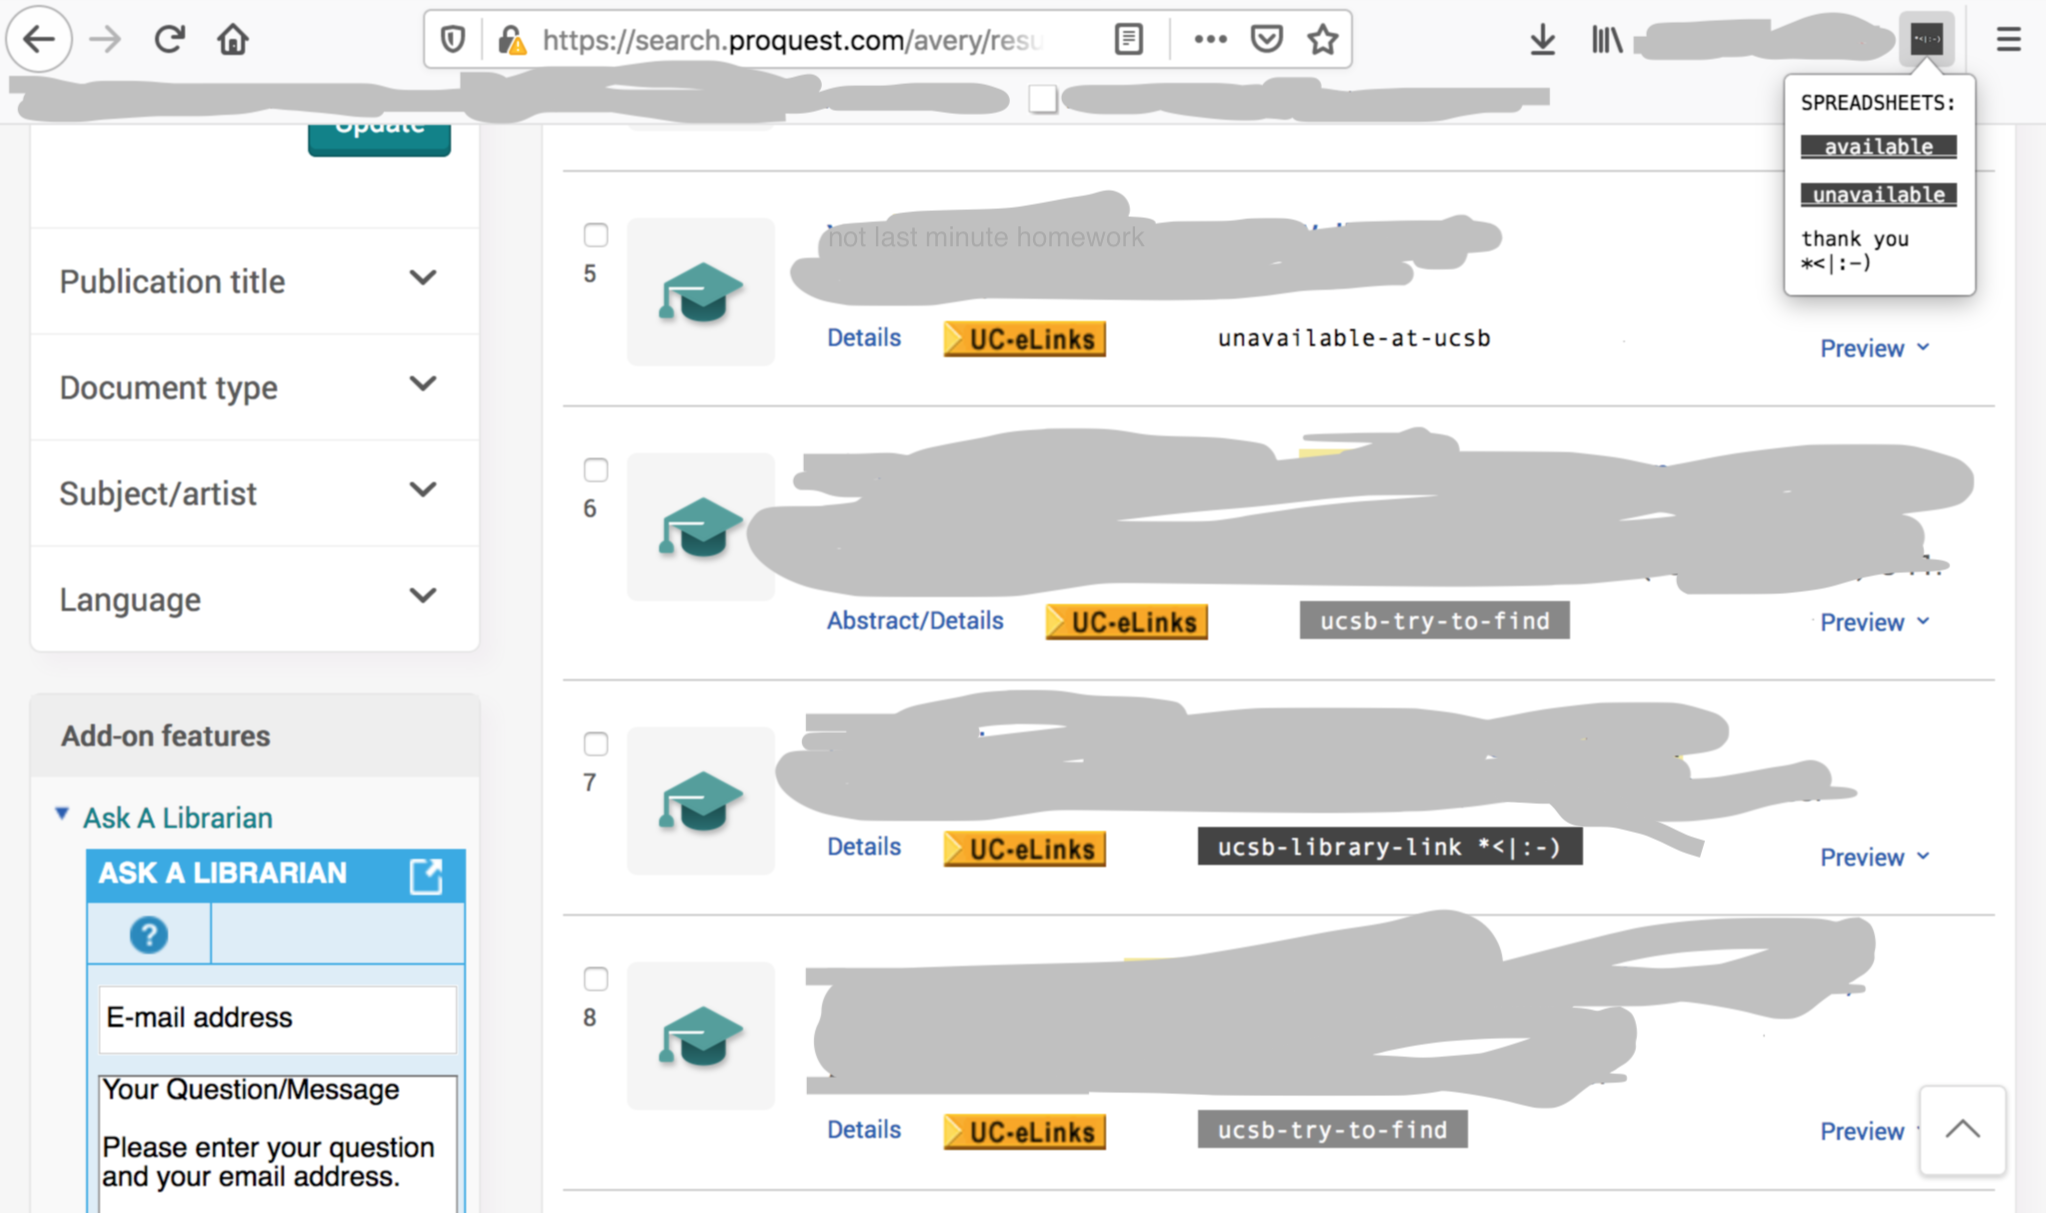 https://search.proquest.com/avery/resu
*<|:-)
SPREADSHEETS:
available
unavailable
thank you
*<|:-)
Update
Publication title
Document type
Subject/artist
Language
Add-on features
Ask A Librarian
ASK A LIBRARIAN
?
E-mail address
Your Question/Message
Please enter your question
and your email address.
5
not last minute homework
Details UC-eLinks unavailable-at-ucsb Preview
6
Abstract/Details UC-eLinks ucsb-try-to-find Preview
7
Details UC-eLinks ucsb-library-link *<|:-) Preview
8
Details UC-eLinks ucsb-try-to-find Preview